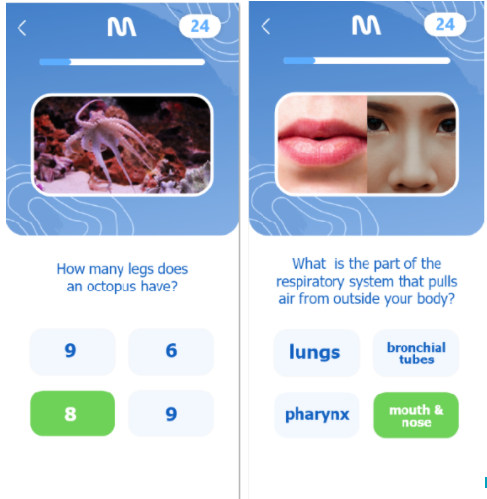 M
24
How many legs does
an octopus have?
9
6
8
9
M
24
What is the part of the
respiratory system that pulls
air from outside your body?
lungs
bronchial
tubes
pharynx
mouth &
nose